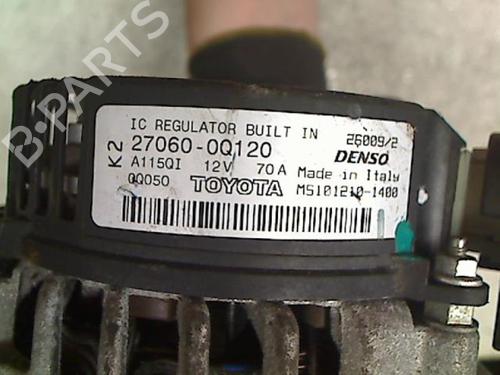 B-PARTS
IC REGULATOR BUILT IN 26009/2
K2 27060-0Q120 DENSO
A115QI 12V 70A Made in Italy
0Q050 TOYOTA MS101210-1400